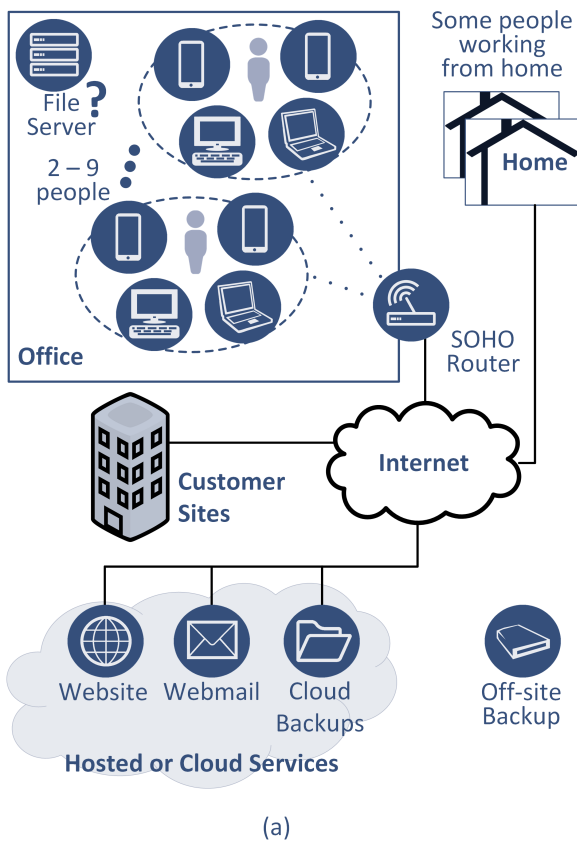 Some people
working
from home
File ?
Server
2 – 9
people
Home
Office
SOHO
Router
Internet
Customer
Sites
Website
Webmail
Cloud
Backups
Off-site
Backup
Hosted or Cloud Services
(a)